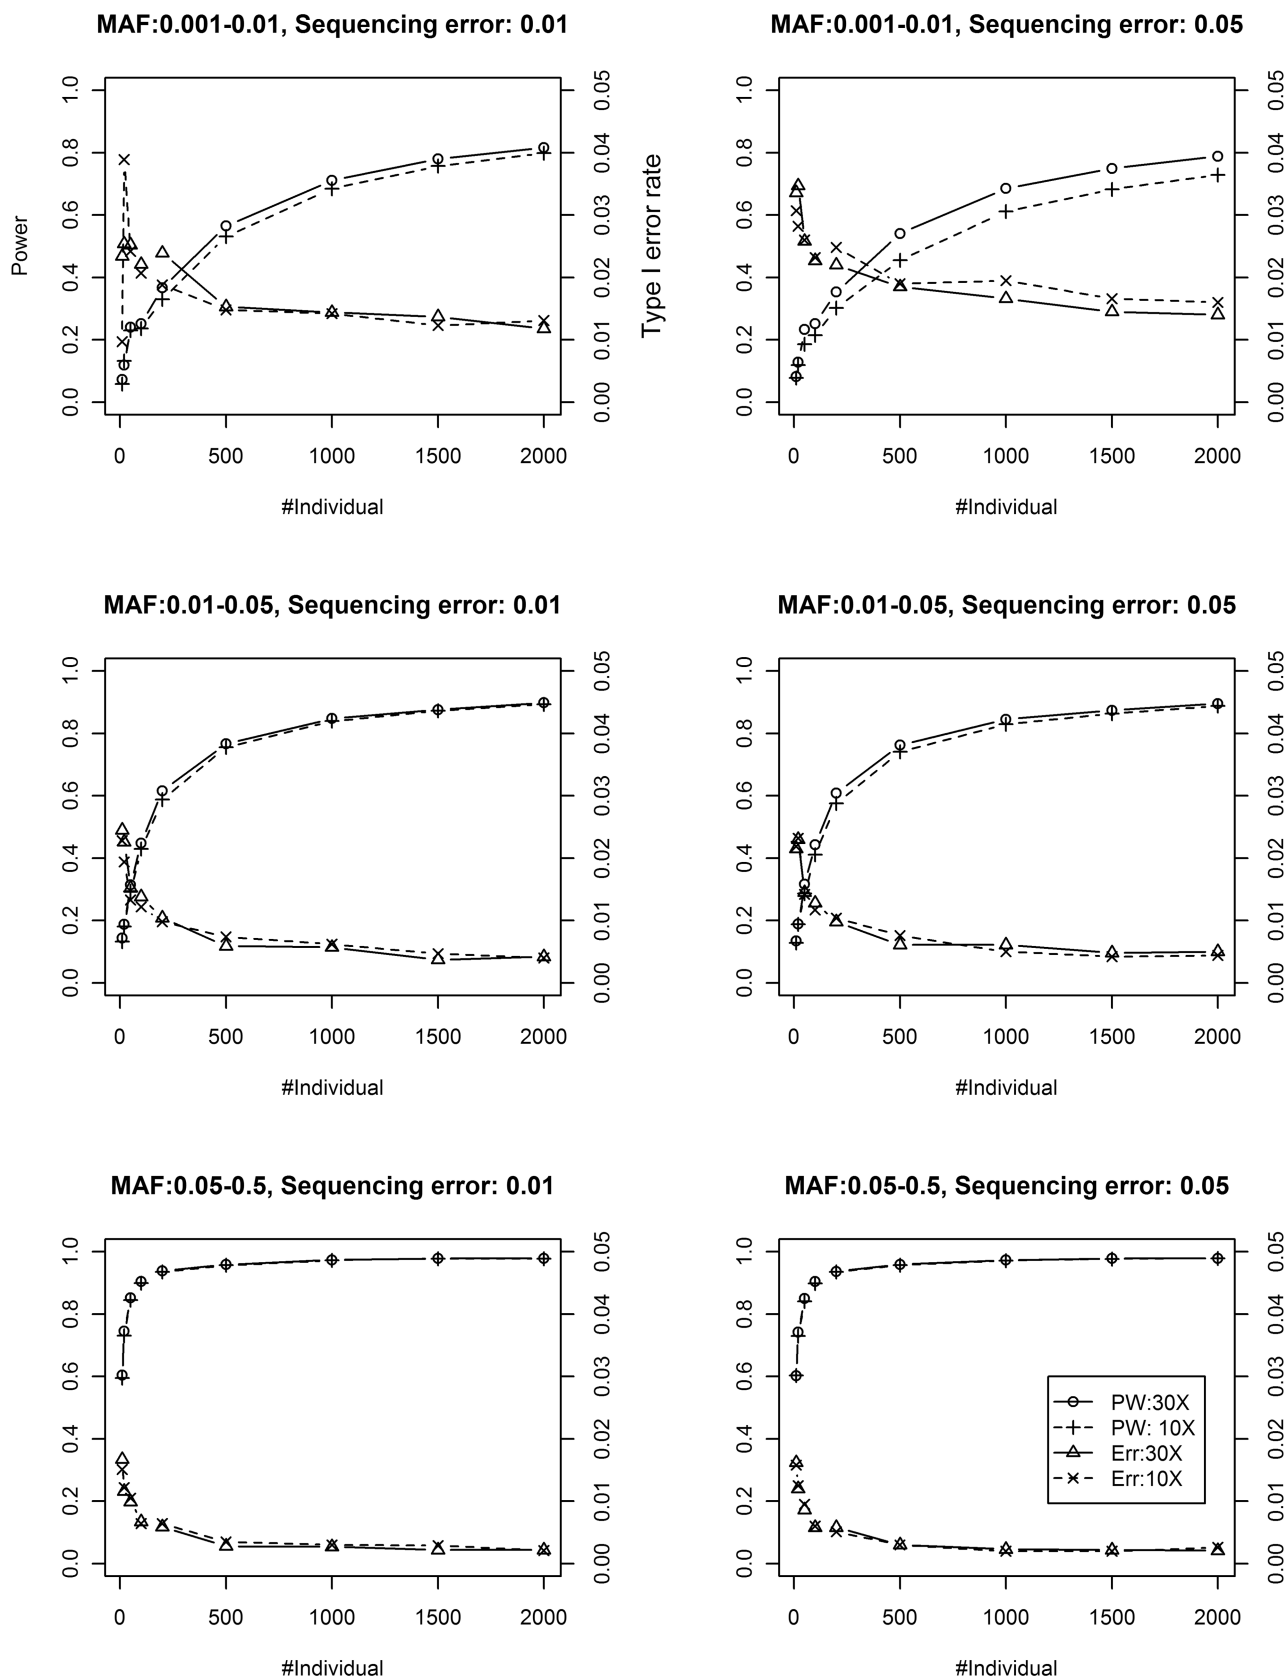 MAF:0.001-0.01, Sequencing error: 0.01
Power
0.0 0.2 0.4 0.6 0.8 1.0
0.00 0.01 0.02 0.03 0.04 0.05
Type I error rate
0 500 1000 1500 2000
#Individual
MAF:0.001-0.01, Sequencing error: 0.05
0.0 0.2 0.4 0.6 0.8 1.0
0.00 0.01 0.02 0.03 0.04 0.05
0 500 1000 1500 2000
#Individual
MAF:0.01-0.05, Sequencing error: 0.01
0.0 0.2 0.4 0.6 0.8 1.0
0.00 0.01 0.02 0.03 0.04 0.05
0 500 1000 1500 2000
#Individual
MAF:0.01-0.05, Sequencing error: 0.05
0.0 0.2 0.4 0.6 0.8 1.0
0.00 0.01 0.02 0.03 0.04 0.05
0 500 1000 1500 2000
#Individual
MAF:0.05-0.5, Sequencing error: 0.01
0.0 0.2 0.4 0.6 0.8 1.0
0.00 0.01 0.02 0.03 0.04 0.05
0 500 1000 1500 2000
#Individual
MAF:0.05-0.5, Sequencing error: 0.05
0.0 0.2 0.4 0.6 0.8 1.0
0.00 0.01 0.02 0.03 0.04 0.05
PW:30X
PW: 10X
Err:30X
Err:10X
0 500 1000 1500 2000
#Individual